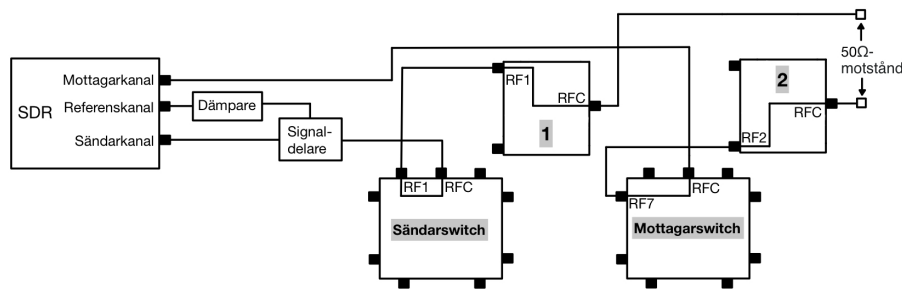 50Ω-
motstånd
Mottagarkanal
RF1
2
SDR
Referenskanal
Dämpare
RFC
RFC
1
Sändarkanal
Signal-
delare
RF2
RF1
RFC
RFC
RF7
Sändarswitch
Mottagarswitch